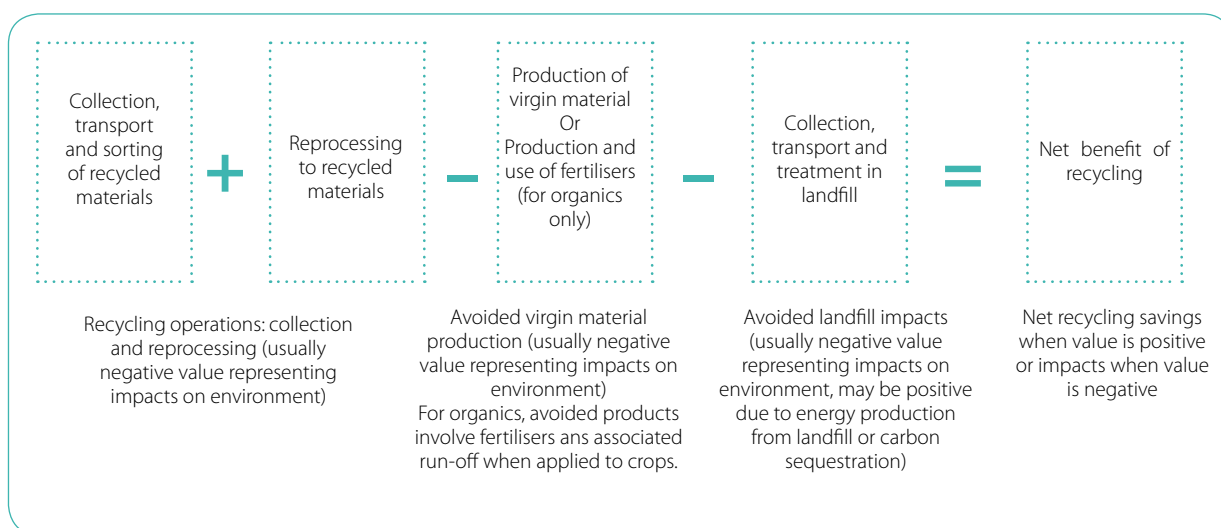 Collection,
transport
and sorting
of recycled
materials
+
Reprocessing
to recycled
materials
−
Production of
virgin material
Or
Production and
use of fertilisers
(for organics
only)
−
Collection,
transport and
treatment in
landfill
=
Net benefit of
recycling
Recycling operations: collection
and reprocessing (usually
negative value representing
impacts on environment)
Avoided virgin material
production (usually negative
value representing impacts on
environment)
For organics, avoided products
involve fertilisers ans associated
run-off when applied to crops.
Avoided landfill impacts
(usually negative value
representing impacts on
environment, may be positive
due to energy production
from landfill or carbon
sequestration)
Net recycling savings
when value is positive
or impacts when value
is negative